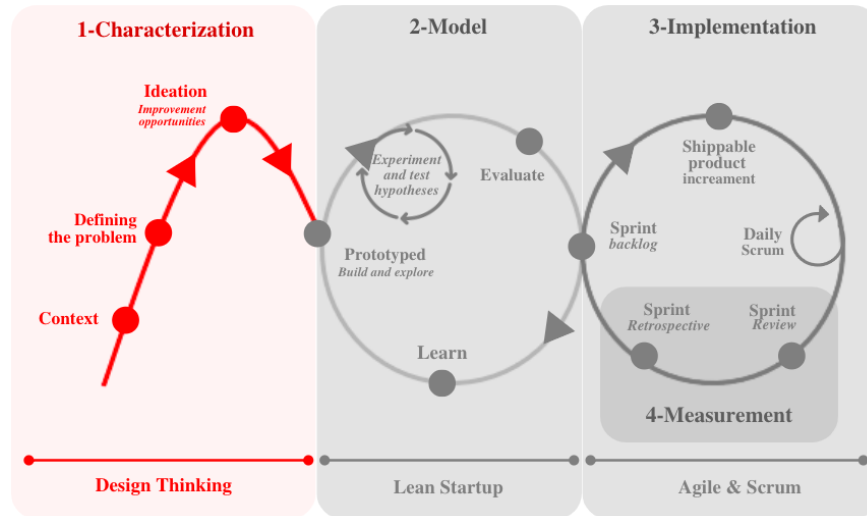 1-Characterization
2-Model
3-Implementation
Ideation
Improvement
opportunities
Defining
the problem
Context
Experiment
and test
hypotheses
Evaluate
Prototyped
Build and explore
Learn
Shippable
product
increament
Sprint
backlog
Daily
Scrum
Sprint
Retrospective
Sprint
Review
4-Measurement
Design Thinking
Lean Startup
Agile & Scrum